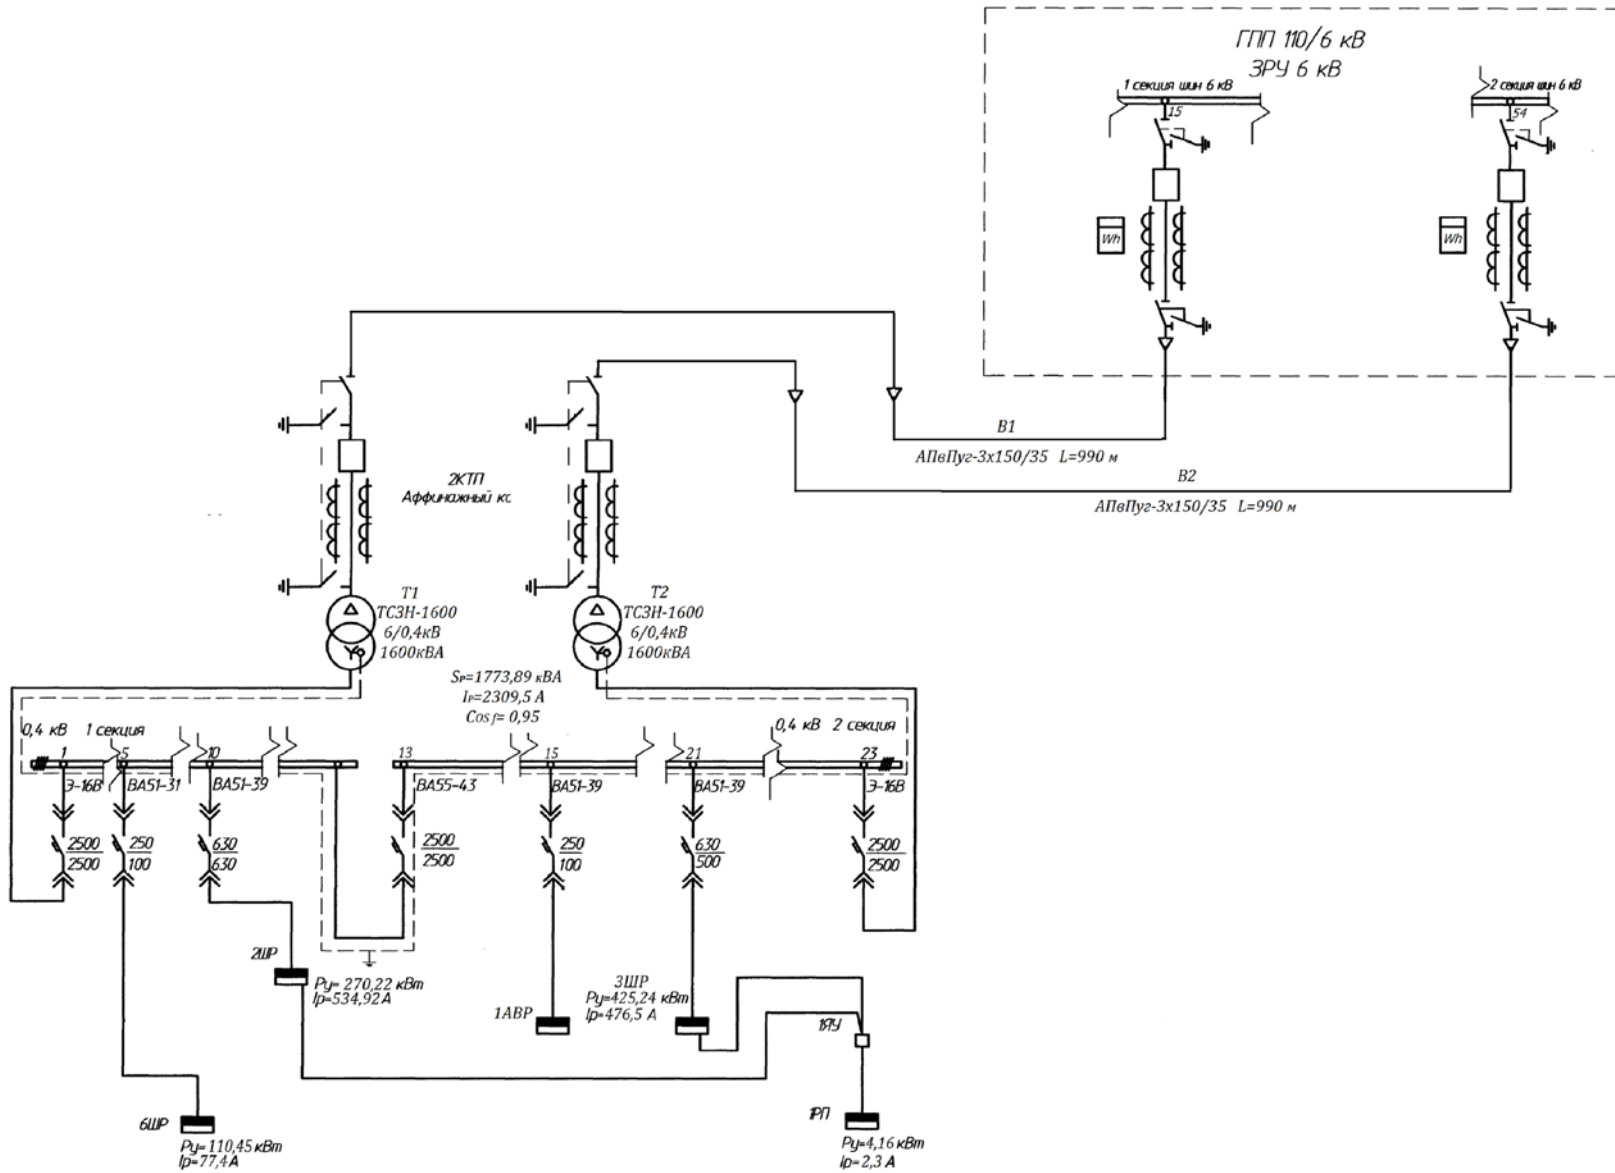 ГПП 110/6 кВ
ЗРУ 6 кВ
1 секция шин 6 кВ
2 секция шин 6 кВ
15
54
Wh
Wh
В1
АПвПуг-3х150/35 L=990 м
В2
АПвПуг-3х150/35 L=990 м
2КТП
Аффинажный
Т1
ТСЗН-1600
6/0,4кВ
1600кВА
Т2
ТСЗН-1600
6/0,4кВ
1600кВА
Sр=1773,89 кВА
Iр=2309,5 А
Cos f= 0,95
0,4 кВ 1 секция
0,4 кВ 2 секция
1
5
10
13
15
21
23
Э-16В
ВА51-31
ВА51-39
ВА55-43
ВА51-39
ВА51-39
Э-16В
2500
2500
250
100
630
630
2500
2500
250
100
630
500
2500
2500
2ШР
Ру= 270,22 кВт
Iр=534,92 А
1АВР
3ШР
Ру=425,24 кВт
Iр=476,5 А
1ЯУ
6ШР
Ру=110,45 кВт
Iр=77,4 А
1РП
Ру=4,16 кВт
Iр=2,3 А